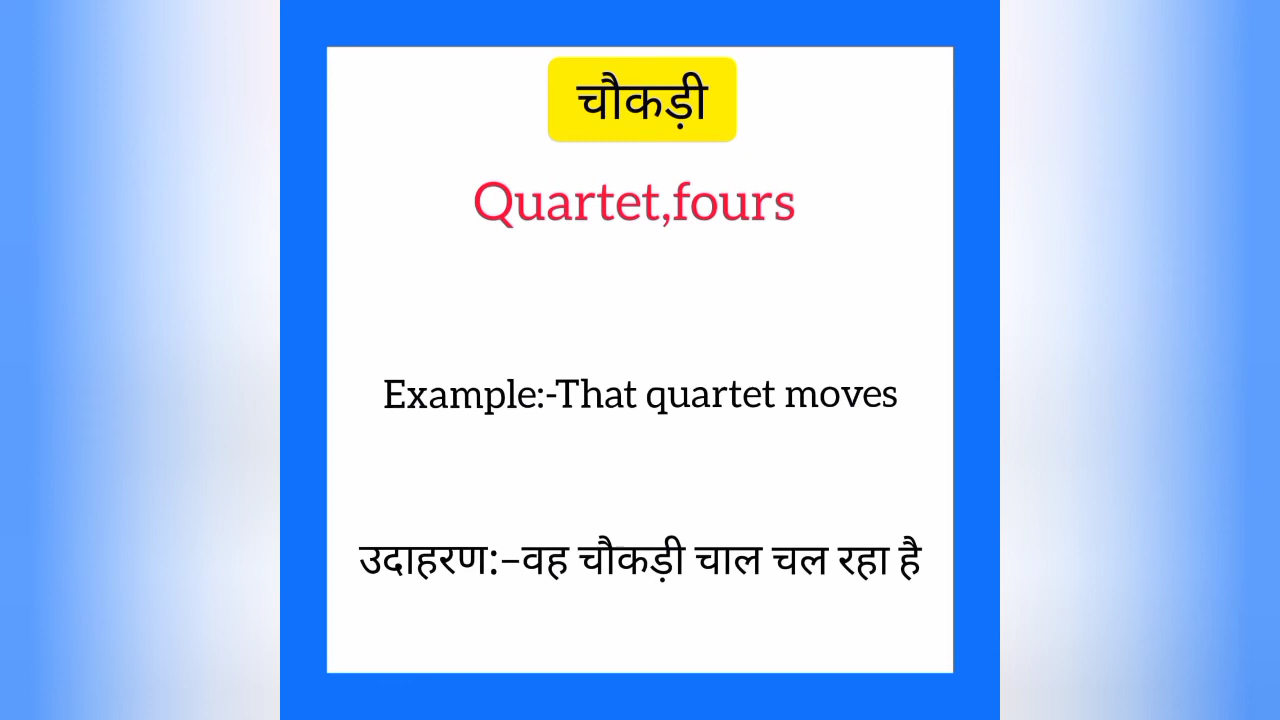 चौकड़ी
Quartet,fours
Example:-That quartet moves
उदाहरण:–वह चौकड़ी चाल चल रहा है